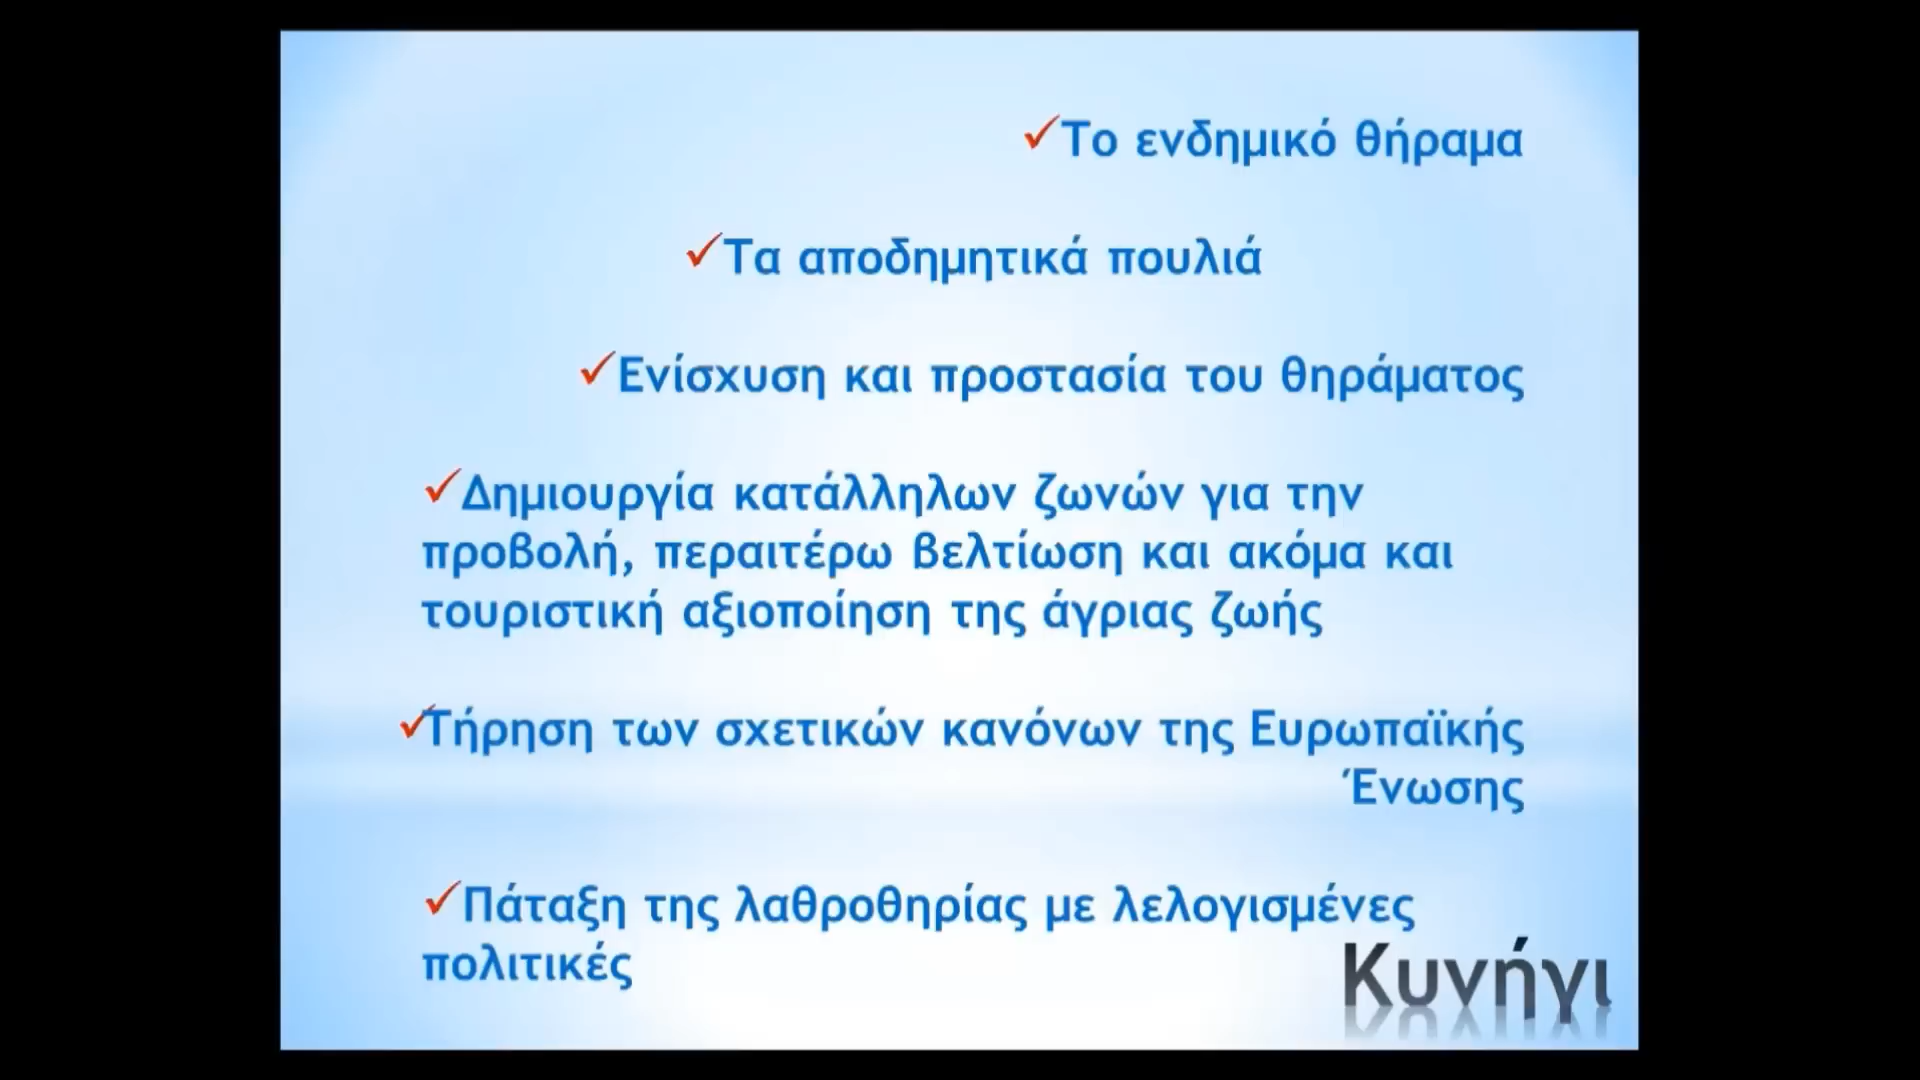 ✓Το ενδημικό θήραμα
✓Τα αποδημητικά πουλιά
✓Ενίσχυση και προστασία του θηράματος
✓Δημιουργία κατάλληλων ζωνών για την
προβολή, περαιτέρω βελτίωση και ακόμα και
τουριστική αξιοποίηση της άγριας ζωής
✓Τήρηση των σχετικών κανόνων της Ευρωπαϊκής
Ένωσης
✓Πάταξη της λαθροθηρίας με λελογισμένες
πολιτικές
Κυνήγι